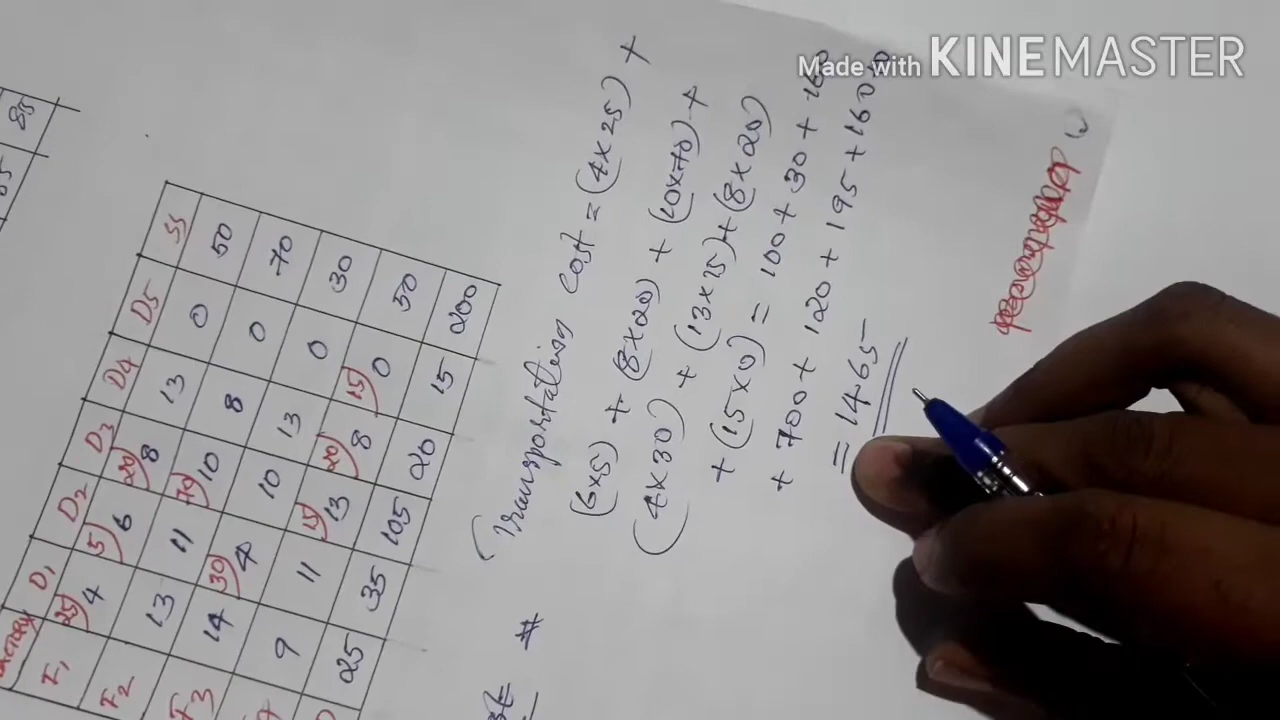 Made with KINEMASTER
85
D1 D2 D3 D4 D5 SS
F1 25) 4 5) 6 20) 8 13 0 50
F2 13 11 70) 10 8 0 70
F3 14 30) 4 10 13 0 30
9 11 15) 13 20) 8 15) 0 50
25 35 105 20 15 200
# Transportation cost = (4×25) +
(6×5) + (8×20) + (10×70) +
(4×30) + (13×15) + (8×20)
+ (15×0) = 100 + 30 + 160
+ 700 + 120 + 195 + 160 + 0
= 1465